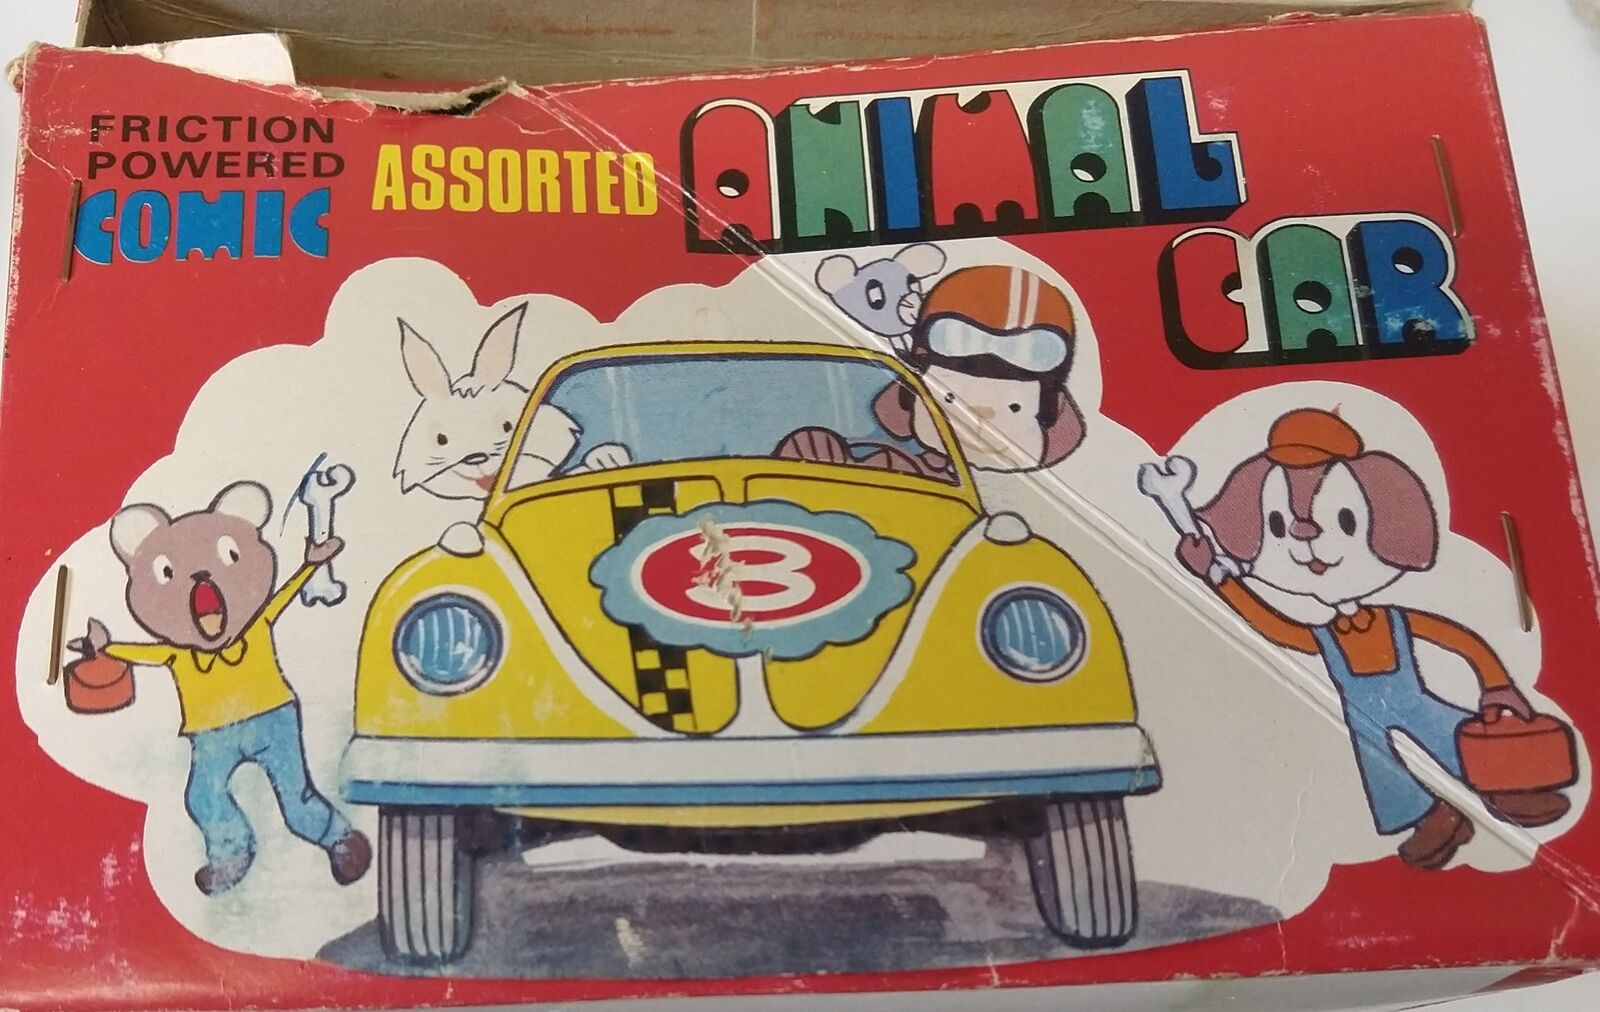 FRICTION
POWERED
COMIC
ASSORTED
ANIMAL
CAR
3